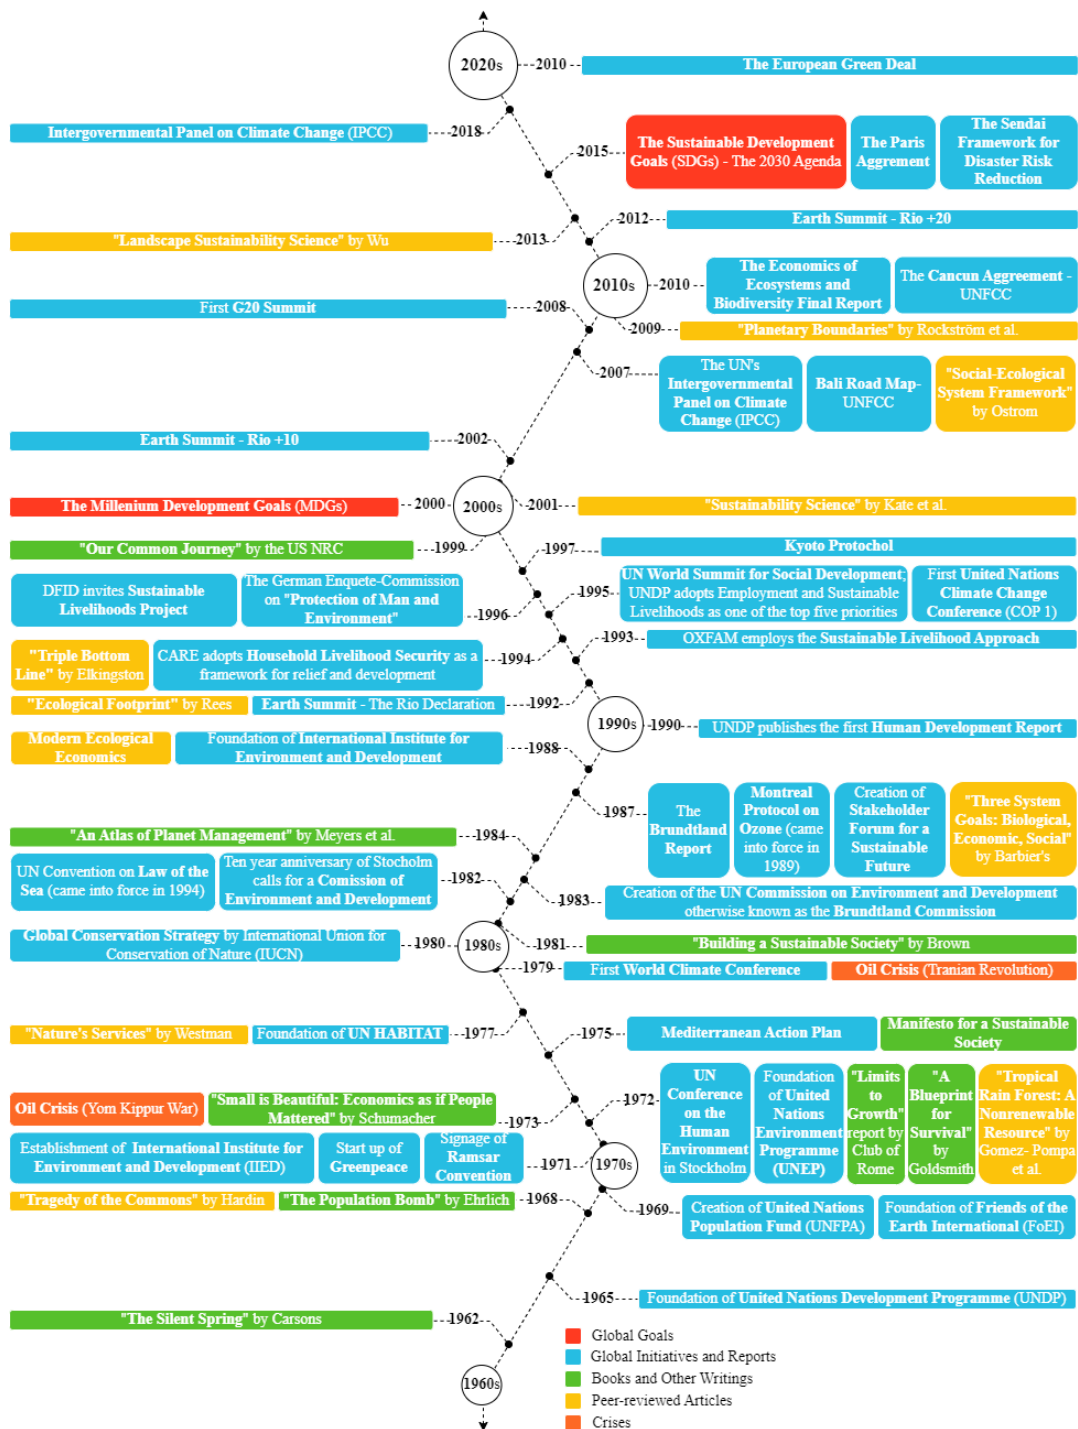 2020s
2010
The European Green Deal
Intergovernmental Panel on Climate Change (IPCC)
2018
2015
The Sustainable Development
Goals (SDGs) - The 2030 Agenda
The Paris
Aggrement
The Sendai
Framework for
Disaster Risk
Reduction
2012
Earth Summit - Rio +20
"Landscape Sustainability Science" by Wu
2013
2010s
2010
The Economics of
Ecosystems and
Biodiversity Final Report
The Cancun Aggreement -
UNFCC
First G20 Summit
2008
2009
"Planetary Boundaries" by Rockström et al.
2007
The UN's
Intergovernmental
Panel on Climate
Change (IPCC)
Bali Road Map-
UNFCC
"Social-Ecological
System Framework"
by Ostrom
Earth Summit - Rio +10
2002
The Millenium Development Goals (MDGs)
2000
2000s
2001
"Sustainability Science" by Kate et al.
"Our Common Journey" by the US NRC
1999
1997
Kyoto Protochol
DFID invites Sustainable
Livelihoods Project
The German Enquete-Commission
on "Protection of Man and
Environment"
1996
1995
UN World Summit for Social Development;
UNDP adopts Employment and Sustainable
Livelihoods as one of the top five priorities
First United Nations
Climate Change
Conference (COP 1)
1993
OXFAM employs the Sustainable Livelihood Approach
"Triple Bottom
Line" by Elkingston
CARE adopts Household Livelihood Security as a
framework for relief and development
1994
"Ecological Footprint" by Rees
Earth Summit - The Rio Declaration
1992
1990s
1990
UNDP publishes the first Human Development Report
Modern Ecological
Economics
Foundation of International Institute for
Environment and Development
1988
1987
The
Brundtland
Report
Montreal
Protocol on
Ozone (came
into force in
1989)
Creation of
Stakeholder
Forum for a
Sustainable
Future
"Three System
Goals: Biological,
Economic, Social"
by Barbier's
"An Atlas of Planet Management" by Meyers et al.
1984
UN Convention on Law of the
Sea (came into force in 1994)
Ten year anniversary of Stocholm
calls for a Comission of
Environment and Development
1982
1983
Creation of the UN Commission on Environment and Development
otherwise known as the Brundtland Commission
Global Conservation Strategy by International Union for
Conservation of Nature (IUCN)
1980
1980s
1981
"Building a Sustainable Society" by Brown
1979
First World Climate Conference
Oil Crisis (Tranian Revolution)
"Nature's Services" by Westman
Foundation of UN HABITAT
1977
1975
Mediterranean Action Plan
Manifesto for a Sustainable
Society
Oil Crisis (Yom Kippur War)
"Small is Beautiful: Economics as if People
Mattered" by Schumacher
1973
1972
UN
Conference
on the
Human
Environment
in Stockholm
Foundation
of United
Nations
Environment
Programme
(UNEP)
"Limits
to
Growth"
report by
Club of
Rome
"A
Blueprint
for
Survival"
by
Goldsmith
"Tropical
Rain Forest: A
Nonrenewable
Resource" by
Gomez- Pompa
et al.
Establishment of International Institute for
Environment and Development (IIED)
Start up of
Greenpeace
Signage of
Ramsar
Convention
1971
1970s
"Tragedy of the Commons" by Hardin
"The Population Bomb" by Ehrlich
1968
1969
Creation of United Nations
Population Fund (UNFPA)
Foundation of Friends of the
Earth International (FoEI)
1965
Foundation of United Nations Development Programme (UNDP)
"The Silent Spring" by Carsons
1962
1960s
Global Goals
Global Initiatives and Reports
Books and Other Writings
Peer-reviewed Articles
Crises